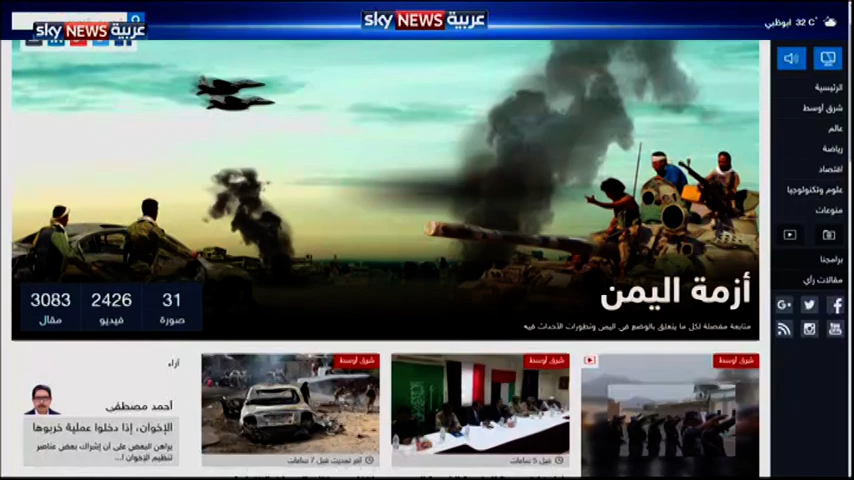 sky NEWS عربية
sky NEWS عربية
ابوظبي 32 C°
الرئيسية
شرق أوسط
عالم
رياضة
اقتصاد
علوم وتكنولوجيا
منوعات
برامجنا
مقالات رأي
أزمة اليمن
متابعة مفصلة لكل ما يتعلق بالوضع في اليمن وتطورات الأحداث فيه
31
صورة
2426
فيديو
3083
مقال
شرق أوسط
شرق أوسط
قبل 5 ساعات
شرق أوسط
آخر تحديث قبل 7 ساعات
آراء
أحمد مصطفى
الإخوان، إذا دخلوا عملية خربوها
يراهن البعض على أن إشراك بعض عناصر
تنظيم الإخوان ا...